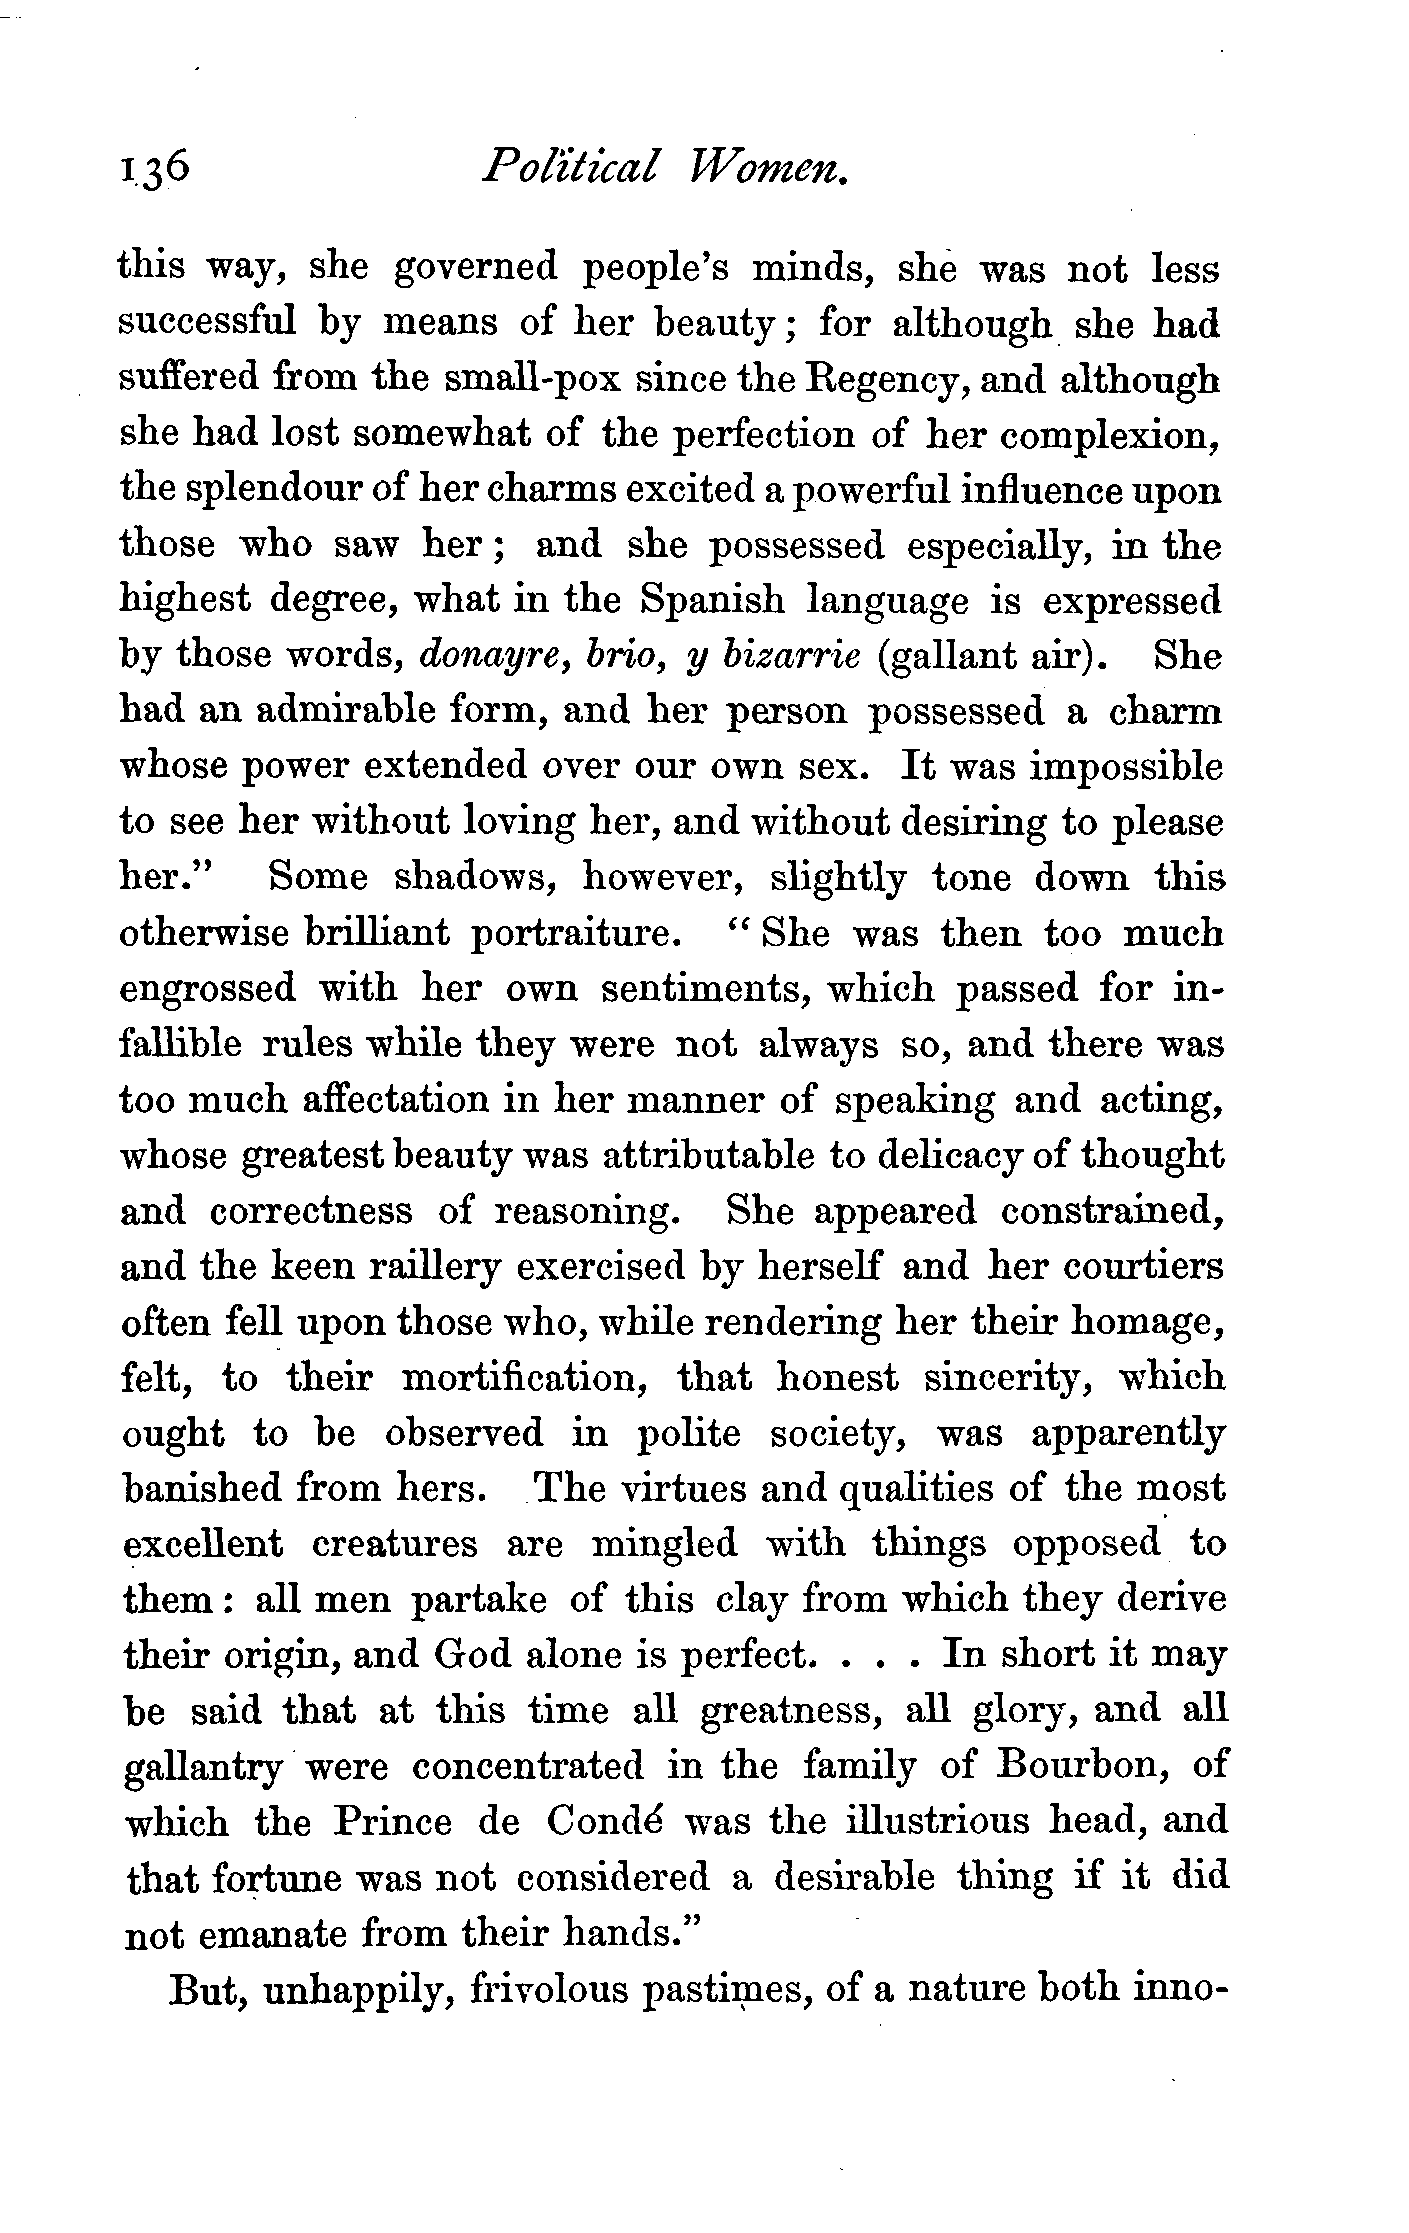 136 Political Women.
this way, she governed people's minds, she was not less
successful by means of her beauty; for although she had
suffered from the small-pox since the Regency, and although
she had lost somewhat of the perfection of her complexion,
the splendour of her charms excited a powerful influence upon
those who saw her; and she possessed especially, in the
highest degree, what in the Spanish language is expressed
by those words, donayre, brio, y bizarrie (gallant air). She
had an admirable form, and her person possessed a charm
whose power extended over our own sex. It was impossible
to see her without loving her, and without desiring to please
her." Some shadows, however, slightly tone down this
otherwise brilliant portraiture. "She was then too much
engrossed with her own sentiments, which passed for in-
fallible rules while they were not always so, and there was
too much affectation in her manner of speaking and acting,
whose greatest beauty was attributable to delicacy of thought
and correctness of reasoning. She appeared constrained,
and the keen raillery exercised by herself and her courtiers
often fell upon those who, while rendering her their homage,
felt, to their mortification, that honest sincerity, which
ought to be observed in polite society, was apparently
banished from hers. The virtues and qualities of the most
excellent creatures are mingled with things opposed to
them: all men partake of this clay from which they derive
their origin, and God alone is perfect. . . . In short it may
be said that at this time all greatness, all glory, and all
gallantry were concentrated in the family of Bourbon, of
which the Prince de Condé was the illustrious head, and
that fortune was not considered a desirable thing if it did
not emanate from their hands."
But, unhappily, frivolous pastimes, of a nature both inno-